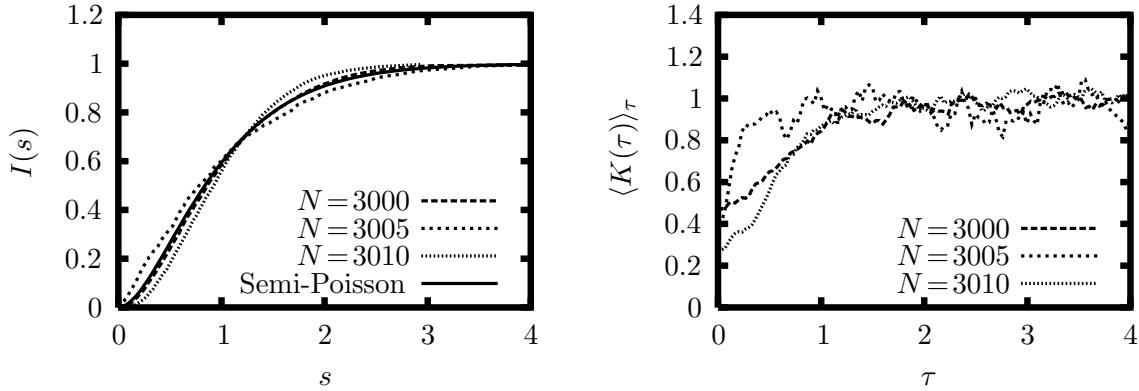 1.2
1
0.8
0.6
0.4
0.2
0
I(s)
N = 3000
N = 3005
N = 3010
Semi-Poisson
0 1 2 3 4
s
1.4
1.2
1
0.8
0.6
0.4
0.2
0
⟨K(τ)⟩τ
N = 3000
N = 3005
N = 3010
0 1 2 3 4
τ